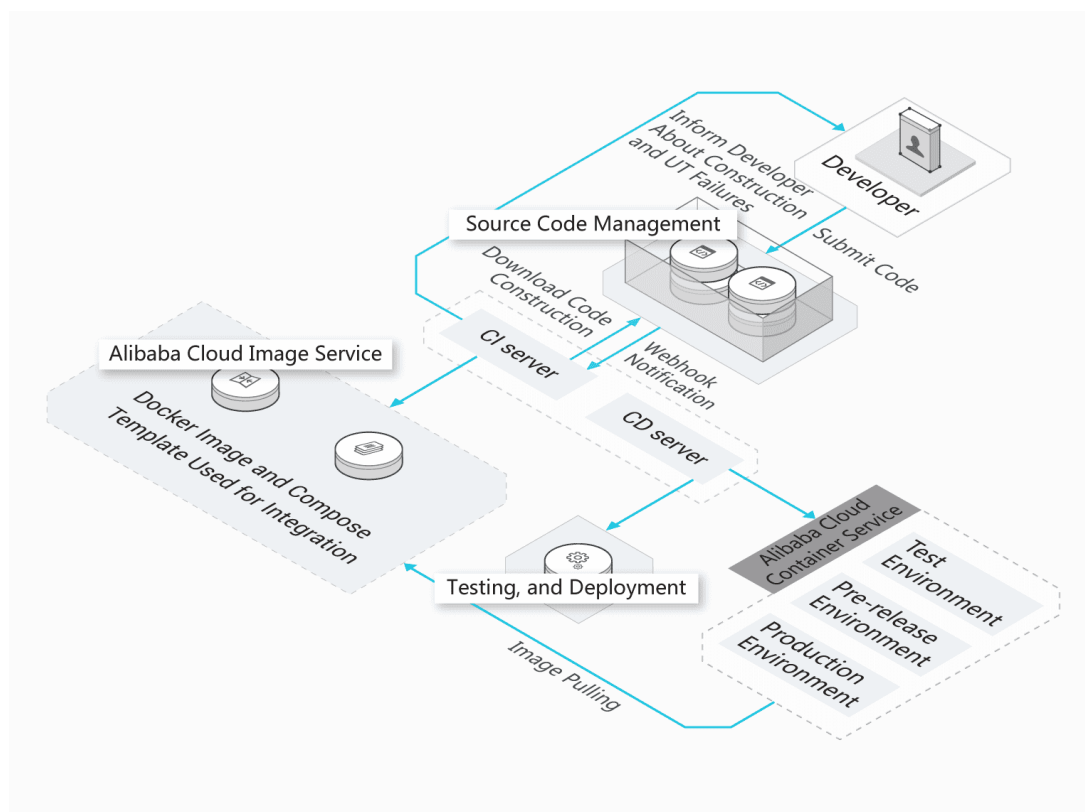 Inform Developer
About Construction
and UT Failures
Developer
Source Code Management
Submit Code
Download Code
Construction
CI server
Webhook
Notification
Alibaba Cloud Image Service
Docker Image and Compose
Template Used for Integration
CD server
Alibaba Cloud
Container Service
Test
Environment
Testing, and Deployment
Pre-release
Environment
Production
Environment
Image Pulling